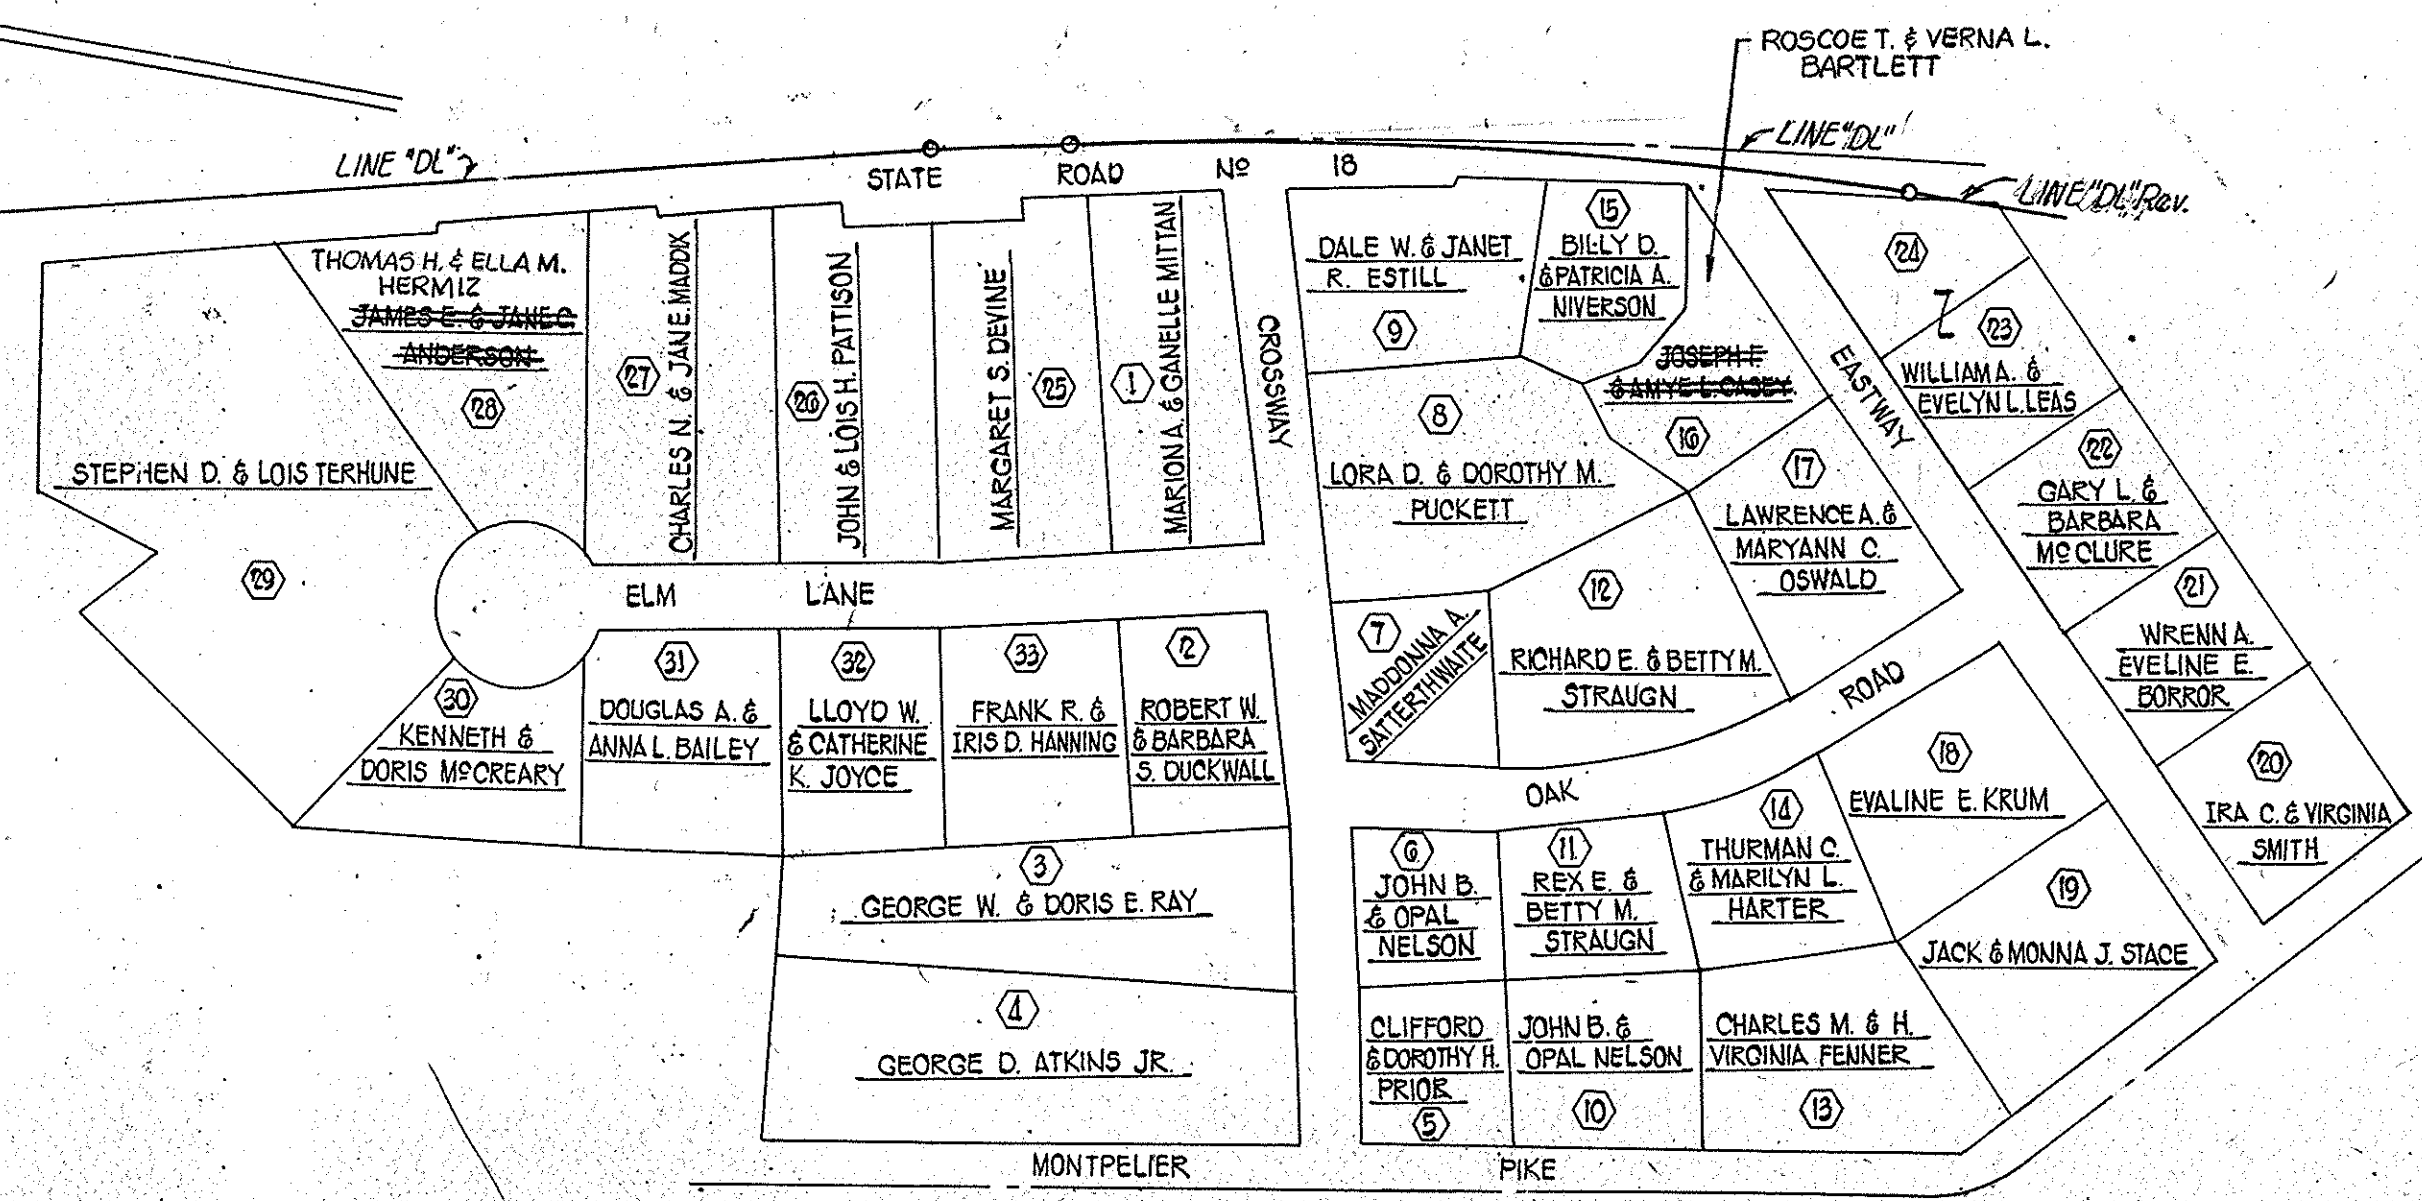 ROSCOE T. & VERNA L.
BARTLETT
LINE "DL"
LINE "DL"
LINE "DL" Rev.
STATE ROAD Nº 18
THOMAS H. & ELLA M.
HERMIZ
JAMES E. & JANE C.
ANDERSON
28
STEPHEN D. & LOIS TERHUNE
29
27
CHARLES N. & JANE E. MADDIX
26
JOHN & LOIS H. PATTISON
MARGARET S. DEVINE
25
1
MARION A. & GANELLE MITTAN
CROSSWAY
DALE W. & JANET
R. ESTILL
9
15
BILLY D.
& PATRICIA A.
NIVERSON
JOSEPH F.
& AMYE L. CASEY
16
8
LORA D. & DOROTHY M.
PUCKETT
17
LAWRENCE A. &
MARYANN C.
OSWALD
EASTWAY
24
23
WILLIAM A. &
EVELYN L. LEAS
22
GARY L. &
BARBARA
McCLURE
21
WRENN A.
EVELINE E.
BORROR
20
IRA C. & VIRGINIA
SMITH
ELM LANE
30
KENNETH &
DORIS McCREARY
31
DOUGLAS A. &
ANNA L. BAILEY
32
LLOYD W.
& CATHERINE
K. JOYCE
33
FRANK R. &
IRIS D. HANNING
2
ROBERT W.
& BARBARA
S. DUCKWALL
7
MADDONNA A.
SATTERTHWAITE
12
RICHARD E. & BETTY M.
STRAUGN
OAK ROAD
3
GEORGE W. & DORIS E. RAY
4
GEORGE D. ATKINS JR.
6
JOHN B.
& OPAL
NELSON
11
REX E. &
BETTY M.
STRAUGN
14
THURMAN C.
& MARILYN L.
HARTER
18
EVALINE E. KRUM
19
JACK & MONNA J. STACE
CLIFFORD
& DOROTHY H.
PRIOR
5
JOHN B. &
OPAL NELSON
10
CHARLES M. & H.
VIRGINIA FENNER
13
MONTPELIER PIKE